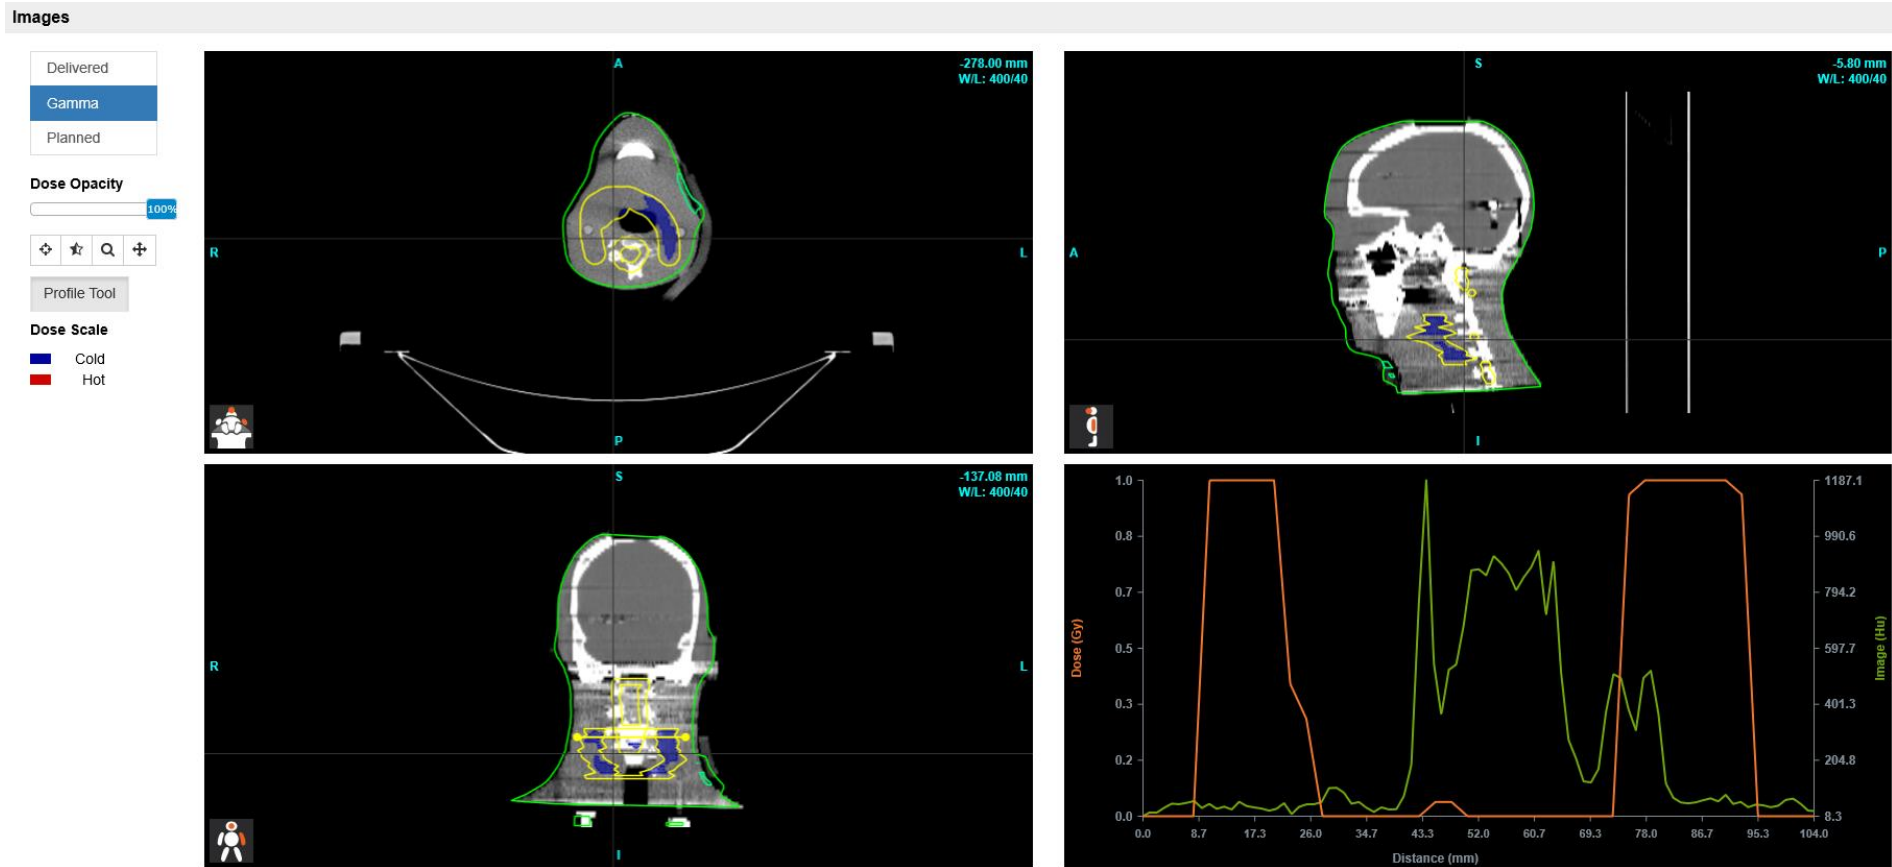 Images
Delivered
Gamma
Planned
Dose Opacity
100%
Profile Tool
Dose Scale
Cold
Hot
A
-278.00 mm
W/L: 400/40
R
L
P
S
-5.80 mm
W/L: 400/40
A
P
I
S
-137.08 mm
W/L: 400/40
R
L
I
1.0
0.8
0.7
0.5
0.3
0.2
0.0
Dose (Gy)
1187.1
990.6
794.2
597.7
401.3
204.8
8.3
Image (Hu)
0.0 8.7 17.3 26.0 34.7 43.3 52.0 60.7 69.3 78.0 86.7 95.3 104.0
Distance (mm)